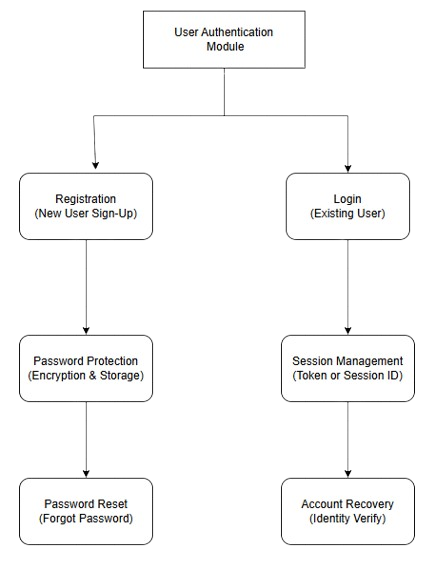 User Authentication
Module
Registration
(New User Sign-Up)
Login
(Existing User)
Password Protection
(Encryption & Storage)
Session Management
(Token or Session ID)
Password Reset
(Forgot Password)
Account Recovery
(Identity Verify)